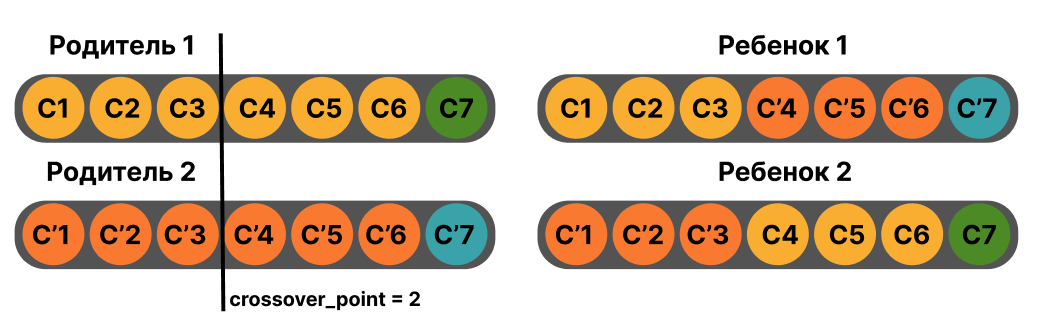 Родитель 1
C1 C2 C3 C4 C5 C6 C7
Родитель 2
C’1 C’2 C’3 C’4 C’5 C’6 C’7
crossover_point = 2
Ребенок 1
C1 C2 C3 C’4 C’5 C’6 C’7
Ребенок 2
C’1 C’2 C’3 C4 C5 C6 C7